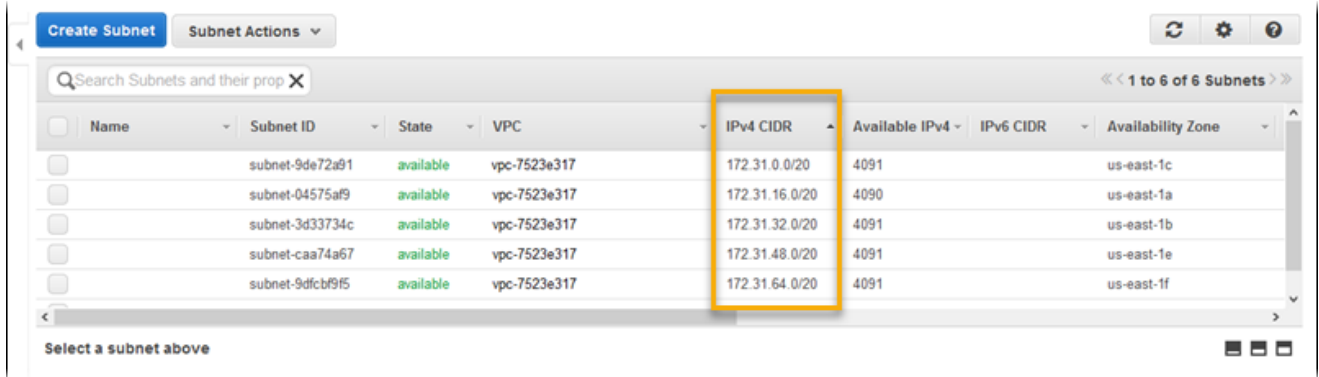 Create Subnet Subnet Actions
Search Subnets and their prop 1 to 6 of 6 Subnets
Name Subnet ID State VPC IPv4 CIDR Available IPv4 IPv6 CIDR Availability Zone
subnet-9de72a91 available vpc-7523e317 172.31.0.0/20 4091 us-east-1c
subnet-04575af9 available vpc-7523e317 172.31.16.0/20 4090 us-east-1a
subnet-3d33734c available vpc-7523e317 172.31.32.0/20 4091 us-east-1b
subnet-caa74a67 available vpc-7523e317 172.31.48.0/20 4091 us-east-1e
subnet-9dfcbf9f5 available vpc-7523e317 172.31.64.0/20 4091 us-east-1f
Select a subnet above